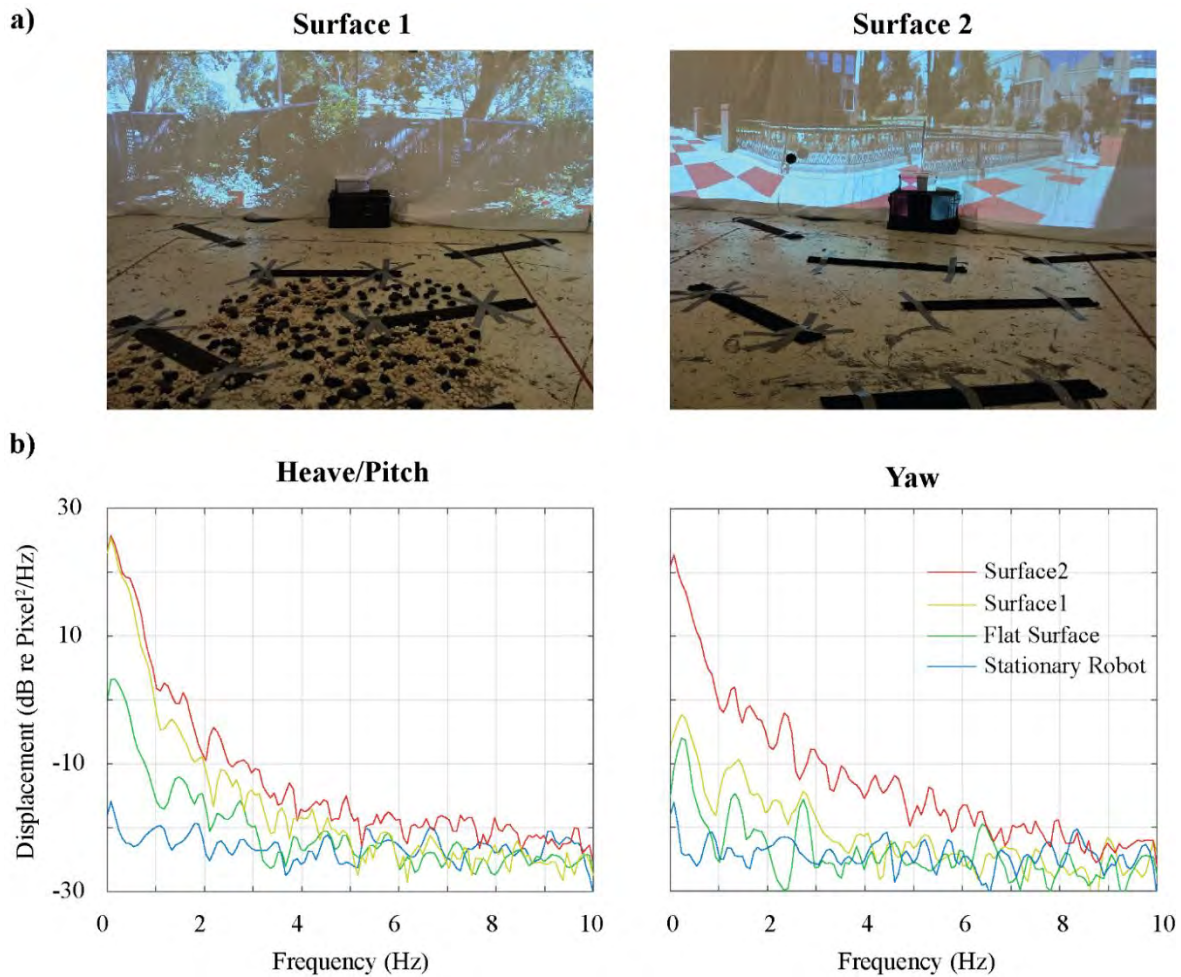 a)
Surface 1
Surface 2
b)
Heave/Pitch
Yaw
Displacement (dB re Pixel²/Hz)
30
10
-10
-30
0
2
4
6
8
10
Frequency (Hz)
Surface2
Surface1
Flat Surface
Stationary Robot
0
2
4
6
8
10
Frequency (Hz)